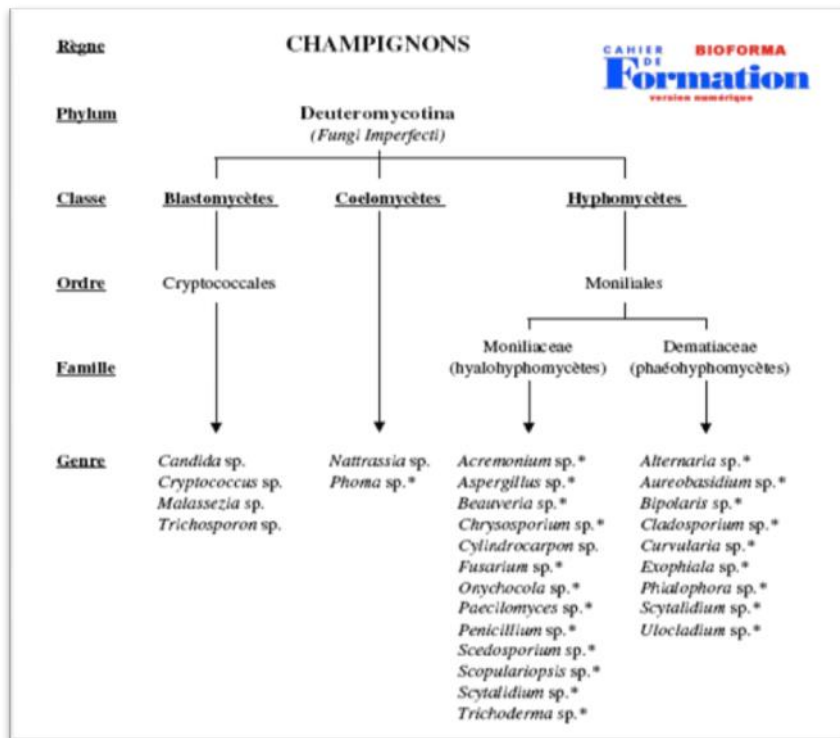 Règne CHAMPIGNONS
CAHIER DE Formation BIOFORMA
version numérique
Phylum Deuteromycotina
(Fungi Imperfecti)
Classe Blastomycètes Coelomycètes Hyphomycètes
Ordre Cryptococcales Moniliales
Famille Moniliaceae Dematiaceae
(hyalohyphomycètes) (phaéohyphomycètes)
Genre Candida sp. Nattrassia sp. Acremonium sp.* Alternaria sp.*
Cryptococcus sp. Phoma sp.* Aspergillus sp.* Aureobasidium sp.*
Malassezia sp. Beauveria sp.* Bipolaris sp.*
Trichosporon sp. Chrysosporium sp.* Cladosporium sp.*
Cylindrocarpon sp. Curvularia sp.*
Fusarium sp.* Exophiala sp.*
Onychocola sp.* Phialophora sp.*
Paecilomyces sp.* Scytalidium sp.*
Penicillium sp.* Ulocladium sp.*
Scedosporium sp.*
Scopulariopsis sp.*
Scytalidium sp.*
Trichoderma sp.*